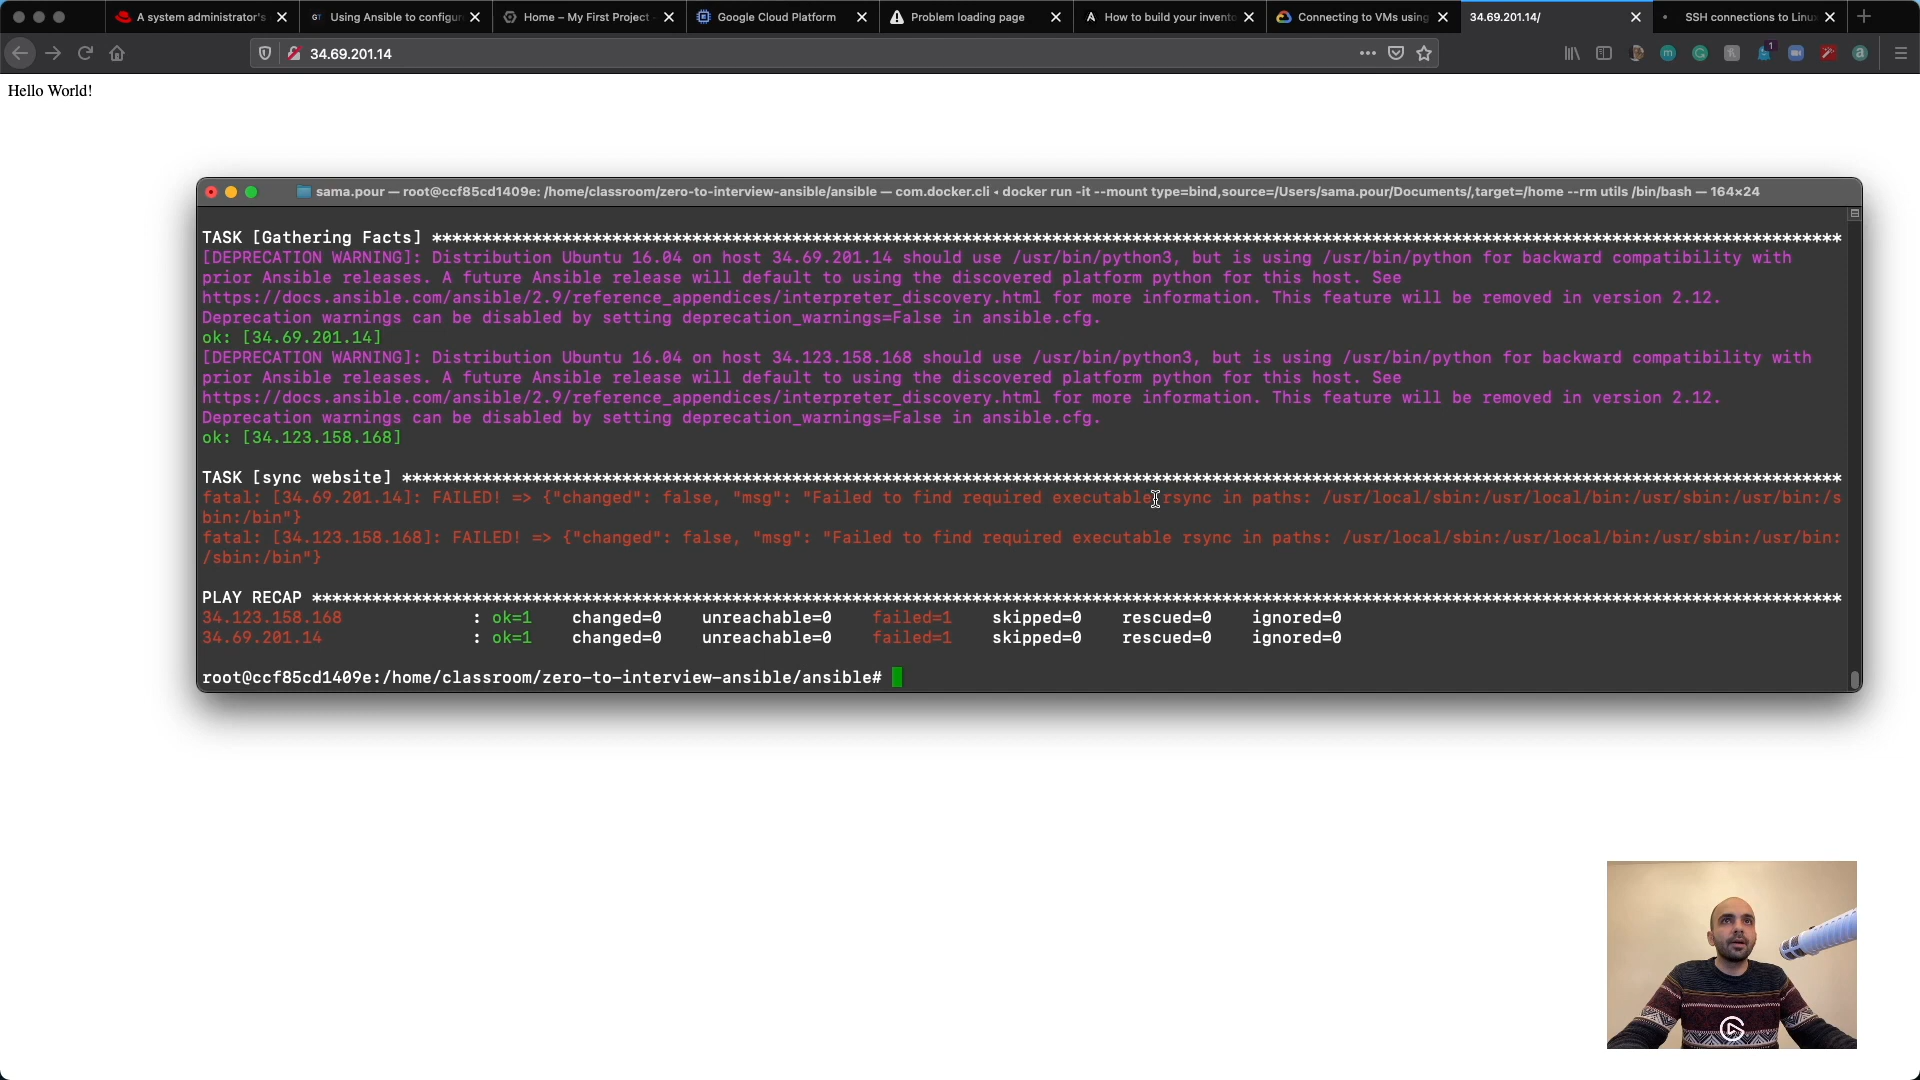 A system administrator's
Using Ansible to configur
Home – My First Project
Google Cloud Platform
Problem loading page
How to build your invento
Connecting to VMs using
34.69.201.14/
SSH connections to Linu
34.69.201.14
Hello World!
sama.pour — root@ccf85cd1409e: /home/classroom/zero-to-interview-ansible/ansible — com.docker.cli ◂ docker run -it --mount type=bind,source=/Users/sama.pour/Documents/,target=/home --rm utils /bin/bash — 164×24
TASK [Gathering Facts] *********************************************************************************************************************************************
[DEPRECATION WARNING]: Distribution Ubuntu 16.04 on host 34.69.201.14 should use /usr/bin/python3, but is using /usr/bin/python for backward compatibility with
prior Ansible releases. A future Ansible release will default to using the discovered platform python for this host. See
https://docs.ansible.com/ansible/2.9/reference_appendices/interpreter_discovery.html for more information. This feature will be removed in version 2.12.
Deprecation warnings can be disabled by setting deprecation_warnings=False in ansible.cfg.
ok: [34.69.201.14]
[DEPRECATION WARNING]: Distribution Ubuntu 16.04 on host 34.123.158.168 should use /usr/bin/python3, but is using /usr/bin/python for backward compatibility with
prior Ansible releases. A future Ansible release will default to using the discovered platform python for this host. See
https://docs.ansible.com/ansible/2.9/reference_appendices/interpreter_discovery.html for more information. This feature will be removed in version 2.12.
Deprecation warnings can be disabled by setting deprecation_warnings=False in ansible.cfg.
ok: [34.123.158.168]
TASK [sync website] ************************************************************************************************************************************************
fatal: [34.69.201.14]: FAILED! => {"changed": false, "msg": "Failed to find required executable rsync in paths: /usr/local/sbin:/usr/local/bin:/usr/sbin:/usr/bin:/s
bin:/bin"}
fatal: [34.123.158.168]: FAILED! => {"changed": false, "msg": "Failed to find required executable rsync in paths: /usr/local/sbin:/usr/local/bin:/usr/sbin:/usr/bin:
/sbin:/bin"}
PLAY RECAP *********************************************************************************************************************************************************
34.123.158.168 : ok=1 changed=0 unreachable=0 failed=1 skipped=0 rescued=0 ignored=0
34.69.201.14 : ok=1 changed=0 unreachable=0 failed=1 skipped=0 rescued=0 ignored=0
root@ccf85cd1409e:/home/classroom/zero-to-interview-ansible/ansible#